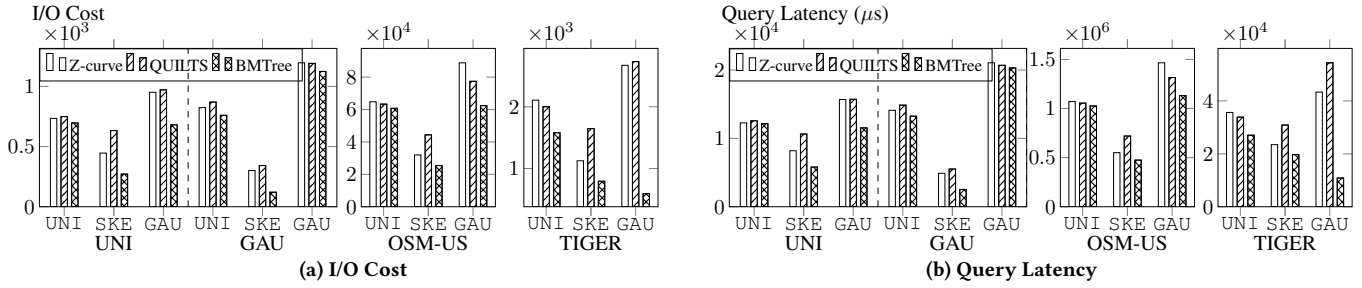 I/O Cost
×10³ ×10⁴ ×10³
Z-curve QUILTS BMTree
1
0.5
0
8
6
4
2
0
2
1
UNI SKE GAU UNI SKE GAU UNI SKE GAU UNI SKE GAU
UNI GAU OSM-US TIGER
(a) I/O Cost
Query Latency (μs)
×10⁴ ×10⁶ ×10⁴
Z-curve QUILTS BMTree
2
1
0
1.5
1
0.5
0
4
2
0
UNI SKE GAU UNI SKE GAU UNI SKE GAU UNI SKE GAU
UNI GAU OSM-US TIGER
(b) Query Latency